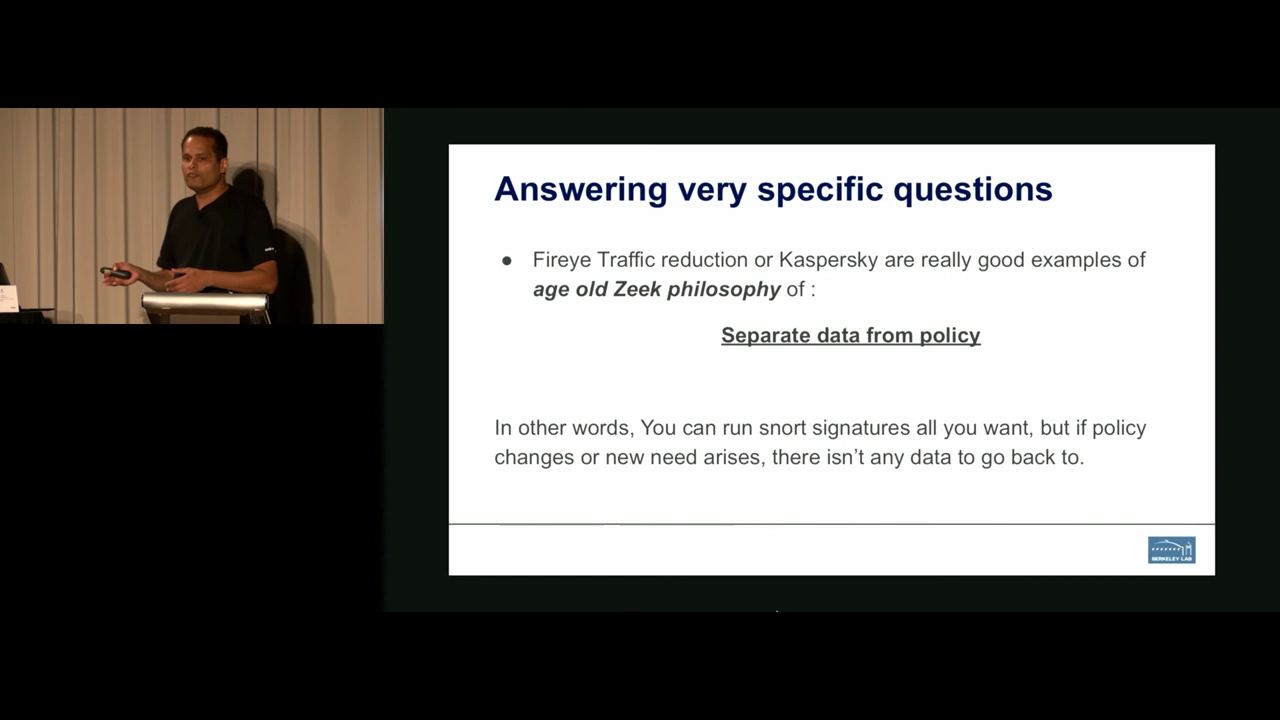 Answering very specific questions
● Fireye Traffic reduction or Kaspersky are really good examples of
age old Zeek philosophy of :
Separate data from policy
In other words, You can run snort signatures all you want, but if policy
changes or new need arises, there isn’t any data to go back to.
BERKELEY LAB